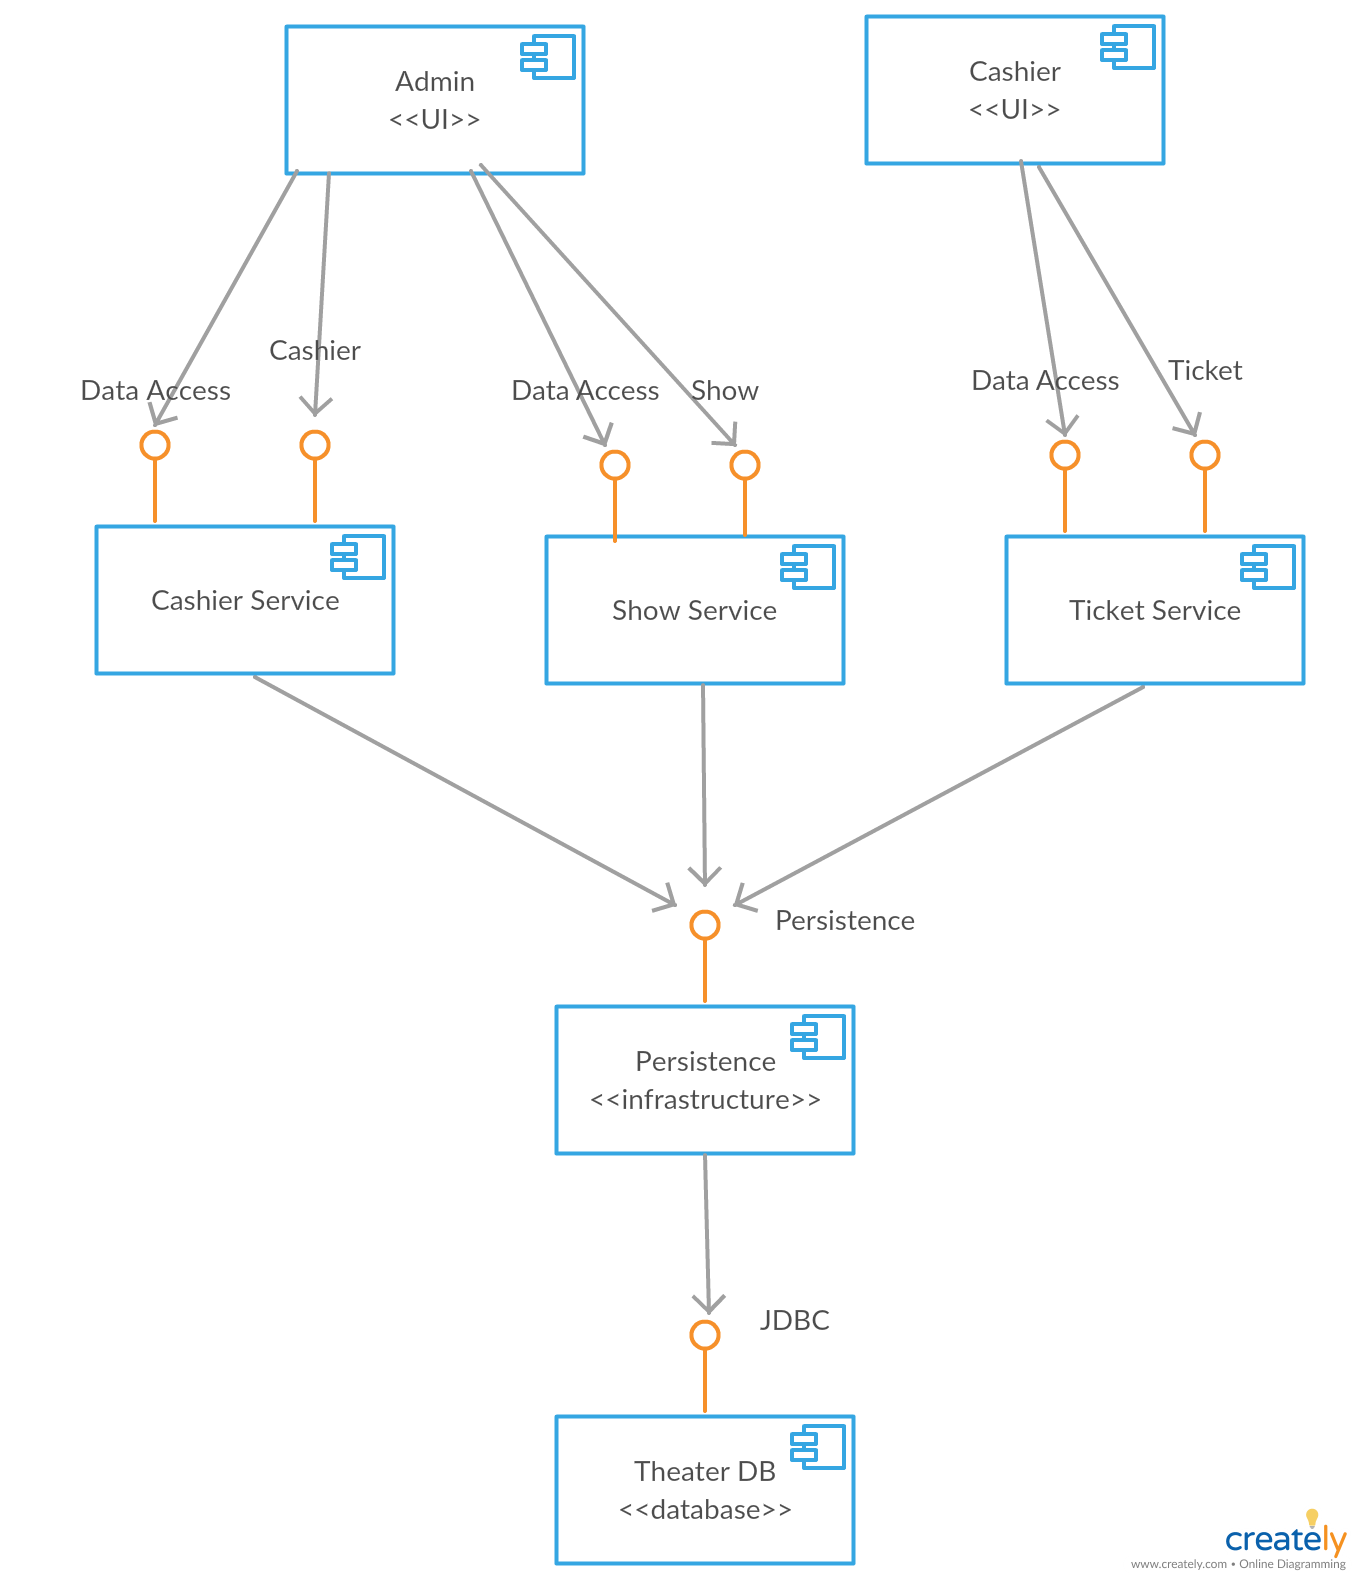 Admin
<<UI>>
Cashier
<<UI>>
Cashier
Data Access
Data Access
Show
Data Access
Ticket
Cashier Service
Show Service
Ticket Service
Persistence
Persistence
<<infrastructure>>
JDBC
Theater DB
<<database>>
creately
www.creately.com • Online Diagramming